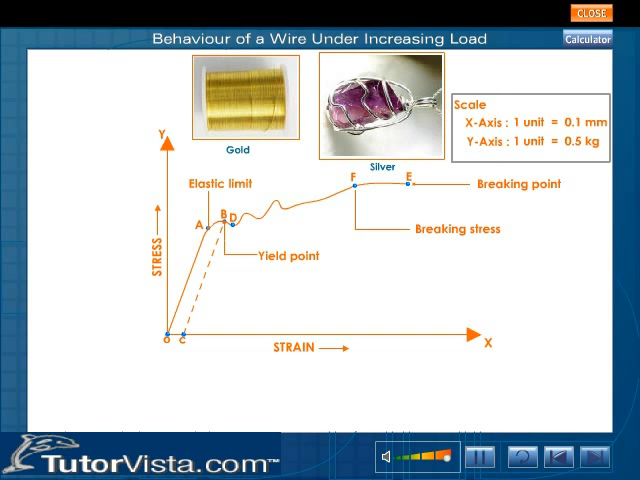 CLOSE
Behaviour of a Wire Under Increasing Load
Calculator
Gold
Silver
Scale
X-Axis : 1 unit = 0.1 mm
Y-Axis : 1 unit = 0.5 kg
Y
Elastic limit
F
E
Breaking point
A
B
D
Breaking stress
Yield point
STRESS
O
C
STRAIN
X
TutorVista.com™